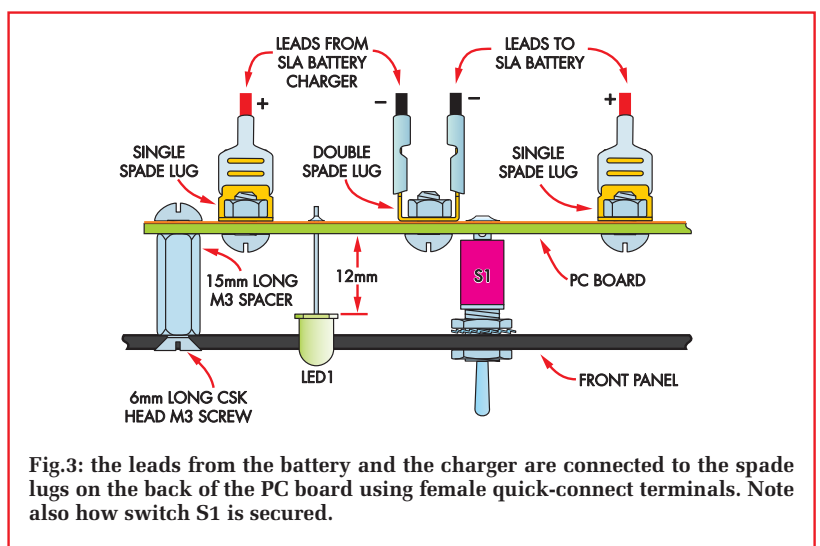 LEADS FROM
SLA BATTERY
CHARGER
LEADS TO
SLA BATTERY
+
–
–
+
SINGLE
SPADE LUG
DOUBLE
SPADE LUG
SINGLE
SPADE LUG
15mm LONG
M3 SPACER
12mm
S1
PC BOARD
LED1
FRONT PANEL
6mm LONG CSK
HEAD M3 SCREW
Fig.3: the leads from the battery and the charger are connected to the spade
lugs on the back of the PC board using female quick-connect terminals. Note
also how switch S1 is secured.